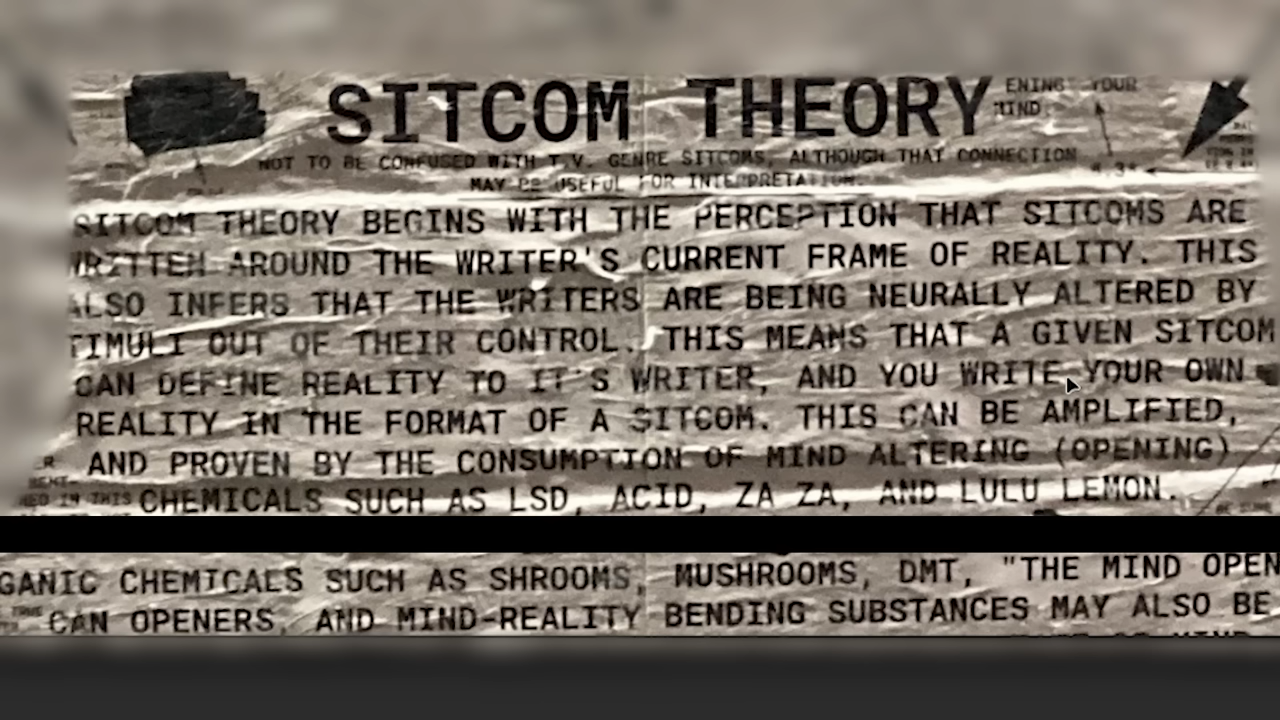 SITCOM THEORY
ENING YOUR
MIND
NOT TO BE CONFUSED WITH T.V. GENRE SITCOMS, ALTHOUGH THAT CONNECTION
MAY BE USEFUL FOR INTERPRETATION.
SITCOM THEORY BEGINS WITH THE PERCEPTION THAT SITCOMS ARE
WRITTEN AROUND THE WRITER'S CURRENT FRAME OF REALITY. THIS
ALSO INFERS THAT THE WRITERS ARE BEING NEURALLY ALTERED BY
TIMULI OUT OF THEIR CONTROL. THIS MEANS THAT A GIVEN SITCOM
CAN DEFINE REALITY TO IT'S WRITER, AND YOU WRITE YOUR OWN
REALITY IN THE FORMAT OF A SITCOM. THIS CAN BE AMPLIFIED,
AND PROVEN BY THE CONSUMPTION OF MIND ALTERING (OPENING)
CHEMICALS SUCH AS LSD, ACID, ZA ZA, AND LULU LEMON.
GANIC CHEMICALS SUCH AS SHROOMS, MUSHROOMS, DMT, "THE MIND OPEN
CAN OPENERS, AND MIND-REALITY BENDING SUBSTANCES MAY ALSO BE